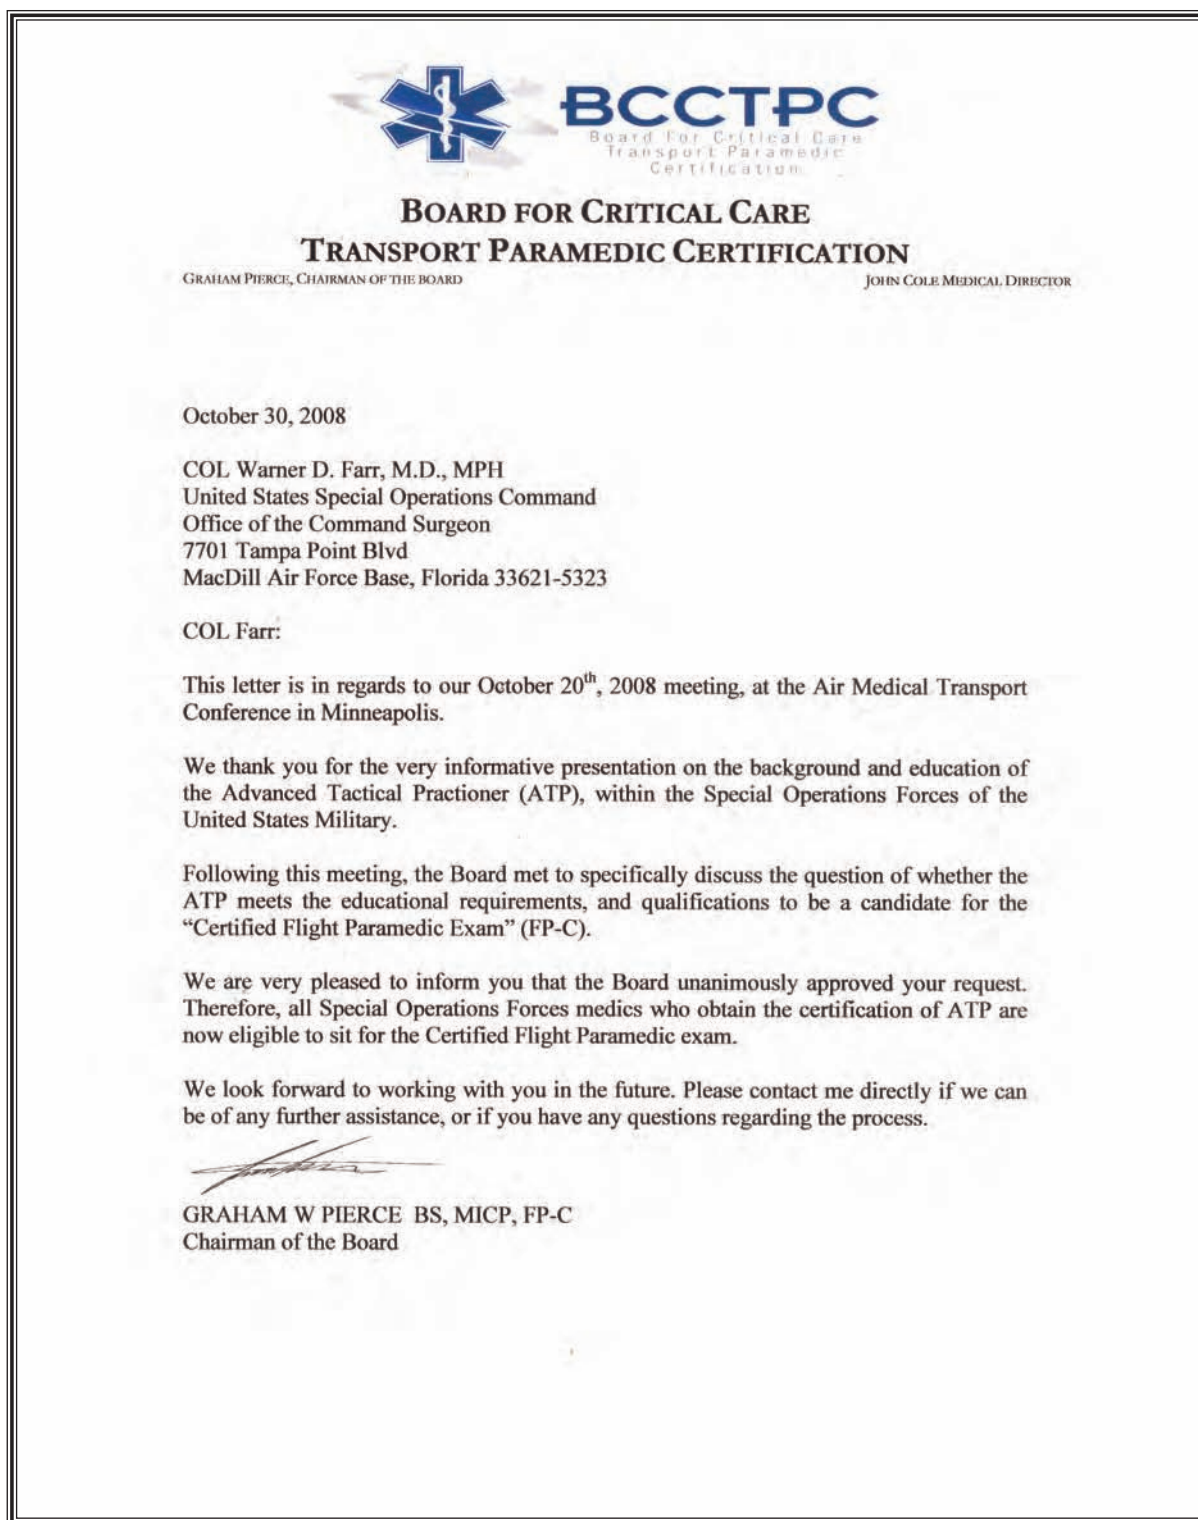 BCCTPC
Board For Critical Care
Transport Paramedic
Certification
BOARD FOR CRITICAL CARE
TRANSPORT PARAMEDIC CERTIFICATION
GRAHAM PIERCE, CHAIRMAN OF THE BOARD JOHN COLE MEDICAL DIRECTOR
October 30, 2008
COL Warner D. Farr, M.D., MPH
United States Special Operations Command
Office of the Command Surgeon
7701 Tampa Point Blvd
MacDill Air Force Base, Florida 33621-5323
COL Farr:
This letter is in regards to our October 20th, 2008 meeting, at the Air Medical Transport
Conference in Minneapolis.
We thank you for the very informative presentation on the background and education of
the Advanced Tactical Practioner (ATP), within the Special Operations Forces of the
United States Military.
Following this meeting, the Board met to specifically discuss the question of whether the
ATP meets the educational requirements, and qualifications to be a candidate for the
“Certified Flight Paramedic Exam” (FP-C).
We are very pleased to inform you that the Board unanimously approved your request.
Therefore, all Special Operations Forces medics who obtain the certification of ATP are
now eligible to sit for the Certified Flight Paramedic exam.
We look forward to working with you in the future. Please contact me directly if we can
be of any further assistance, or if you have any questions regarding the process.
GRAHAM W PIERCE BS, MICP, FP-C
Chairman of the Board